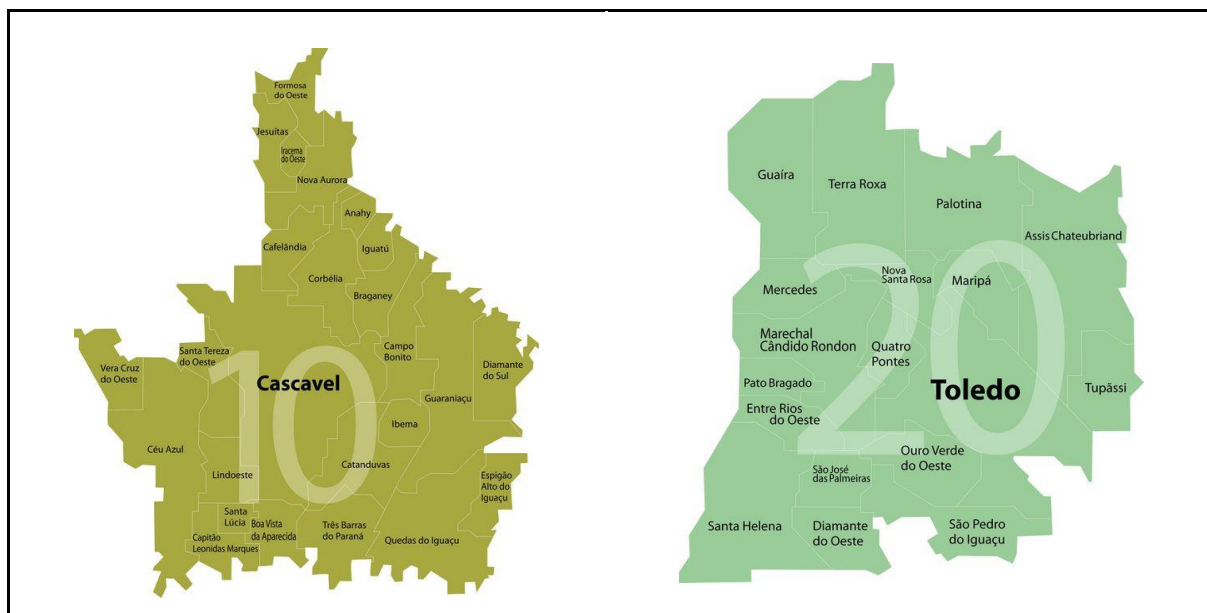 Formosa
do Oeste
Jesuítas
Iracema
do Oeste
Nova Aurora
Anahy
Cafelândia
Iguatú
Corbélia
Braganey
Santa Tereza
do Oeste
Campo
Bonito
Vera Cruz
do Oeste
10
Cascavel
Diamante
do Sul
Guaraniaçu
Ibema
Céu Azul
Catanduvas
Lindoeste
Espigão
Alto do
Iguaçu
Santa
Lúcia
Boa Vista
da Aparecida
Três Barras
do Paraná
Capitão
Leonidas Marques
Quedas do Iguaçu
Guaíra
Terra Roxa
Palotina
Assis Chateubriand
Nova
Santa Rosa
Maripá
Mercedes
20
Marechal
Cândido Rondon
Quatro
Pontes
Pato Bragado
Toledo
Tupãssi
Entre Rios
do Oeste
Ouro Verde
do Oeste
São José
das Palmeiras
Santa Helena
Diamante
do Oeste
São Pedro
do Iguaçu